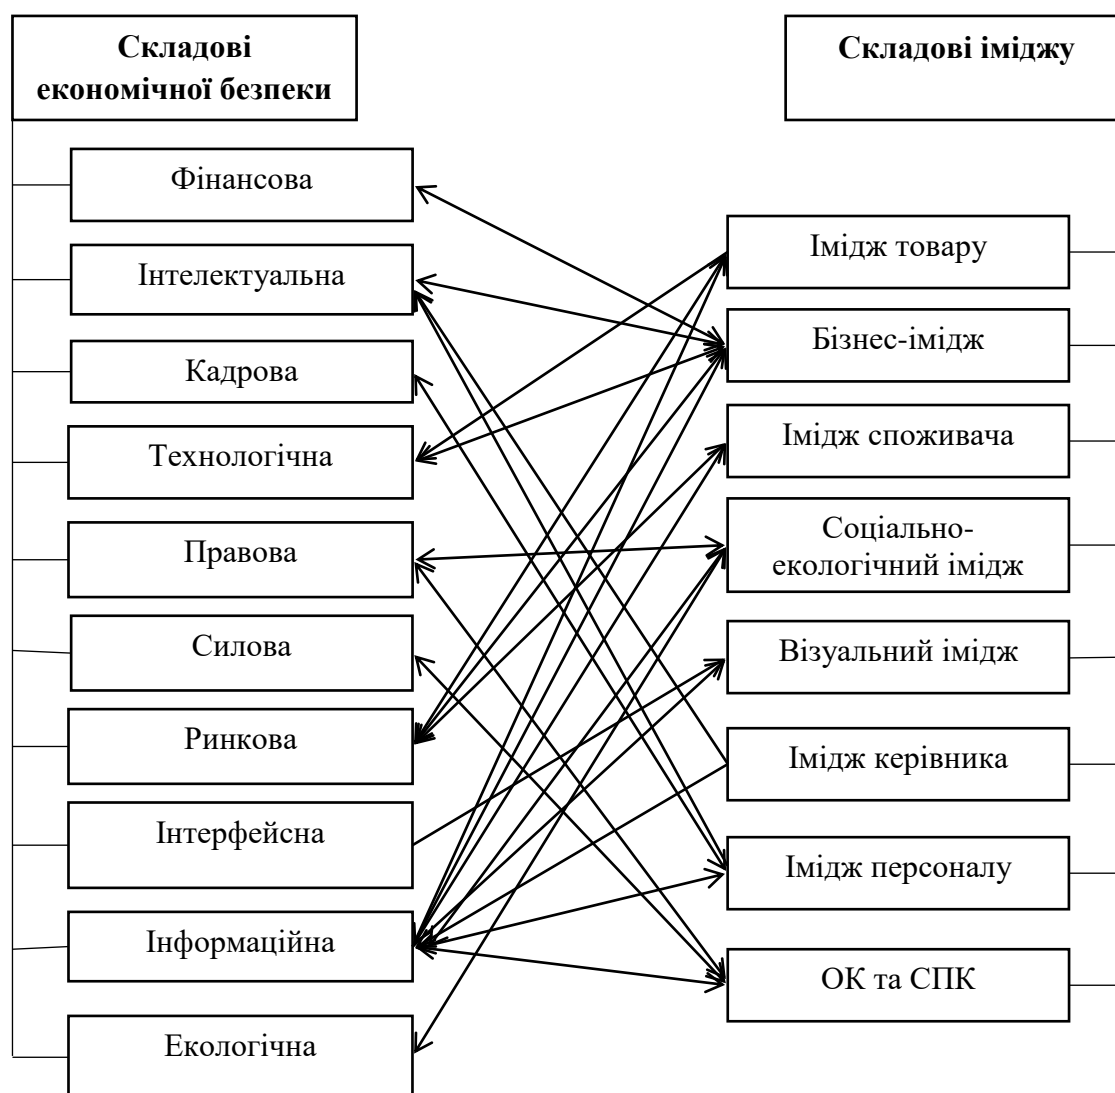 Складові
економічної безпеки
Складові іміджу
Фінансова
Інтелектуальна
Кадрова
Технологічна
Правова
Силова
Ринкова
Інтерфейсна
Інформаційна
Екологічна
Імідж товару
Бізнес-імідж
Імідж споживача
Соціально-
екологічний імідж
Візуальний імідж
Імідж керівника
Імідж персоналу
ОК та СПК